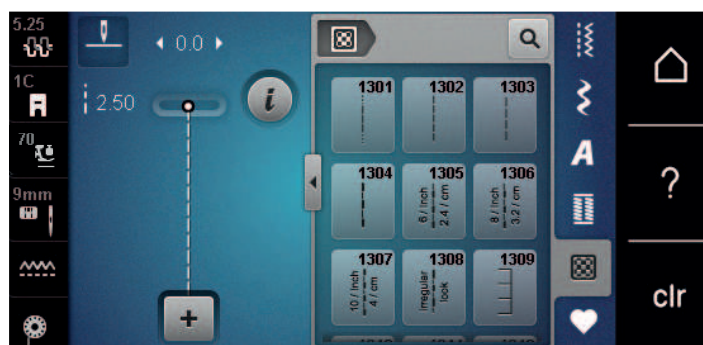 5.25
1C
70
9mm
0.0
2.50
i
1301
1302
1303
1304
1305
6 / inch
2.4 / cm
1306
8 / inch
3.2 / cm
1307
10 / inch
4 / cm
1308
irregular
look
1309
A
?
clr